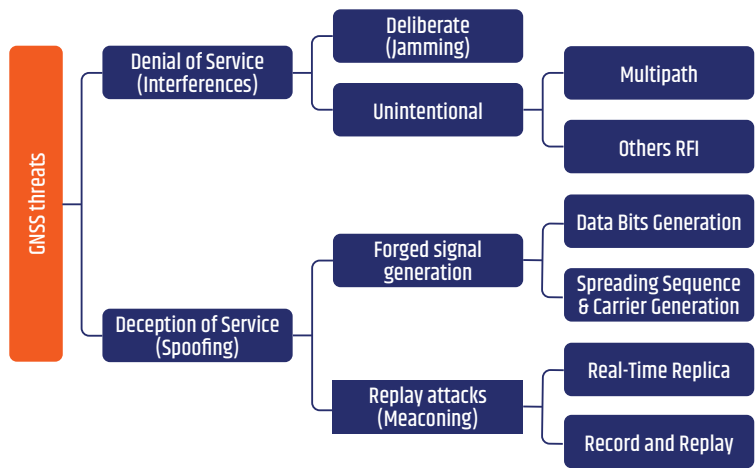 GNSS threats
Denial of Service
(Interferences)
Deliberate
(Jamming)
Unintentional
Multipath
Others RFI
Deception of Service
(Spoofing)
Forged signal
generation
Data Bits Generation
Spreading Sequence
& Carrier Generation
Replay attacks
(Meaconing)
Real-Time Replica
Record and Replay